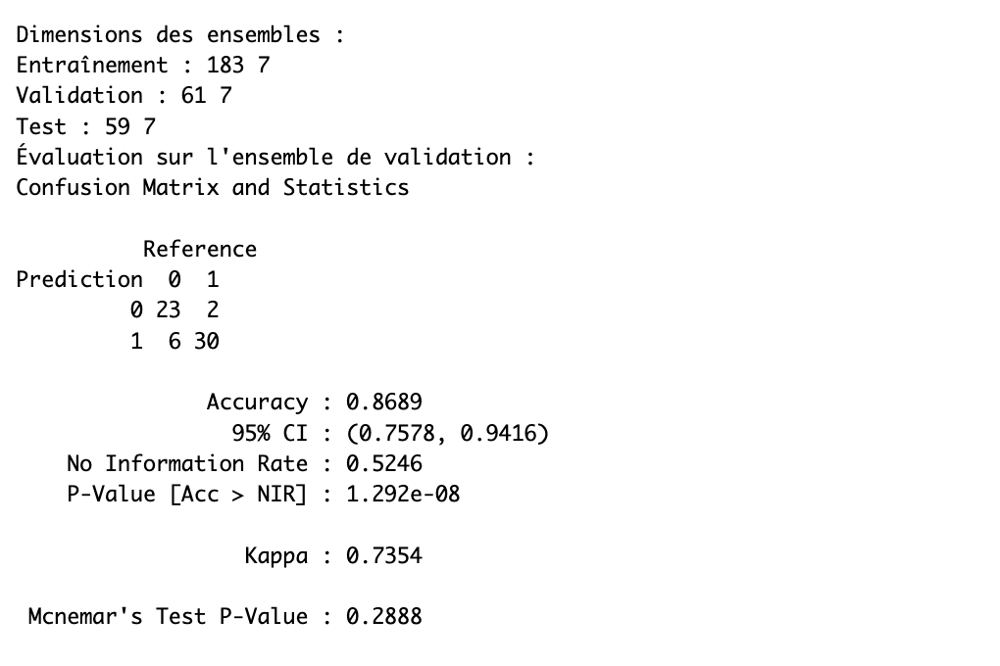 Dimensions des ensembles :
Entraînement : 183 7
Validation : 61 7
Test : 59 7
Évaluation sur l'ensemble de validation :
Confusion Matrix and Statistics
Reference
Prediction 0 1
0 23 2
1 6 30
Accuracy : 0.8689
95% CI : (0.7578, 0.9416)
No Information Rate : 0.5246
P-Value [Acc > NIR] : 1.292e-08
Kappa : 0.7354
Mcnemar's Test P-Value : 0.2888